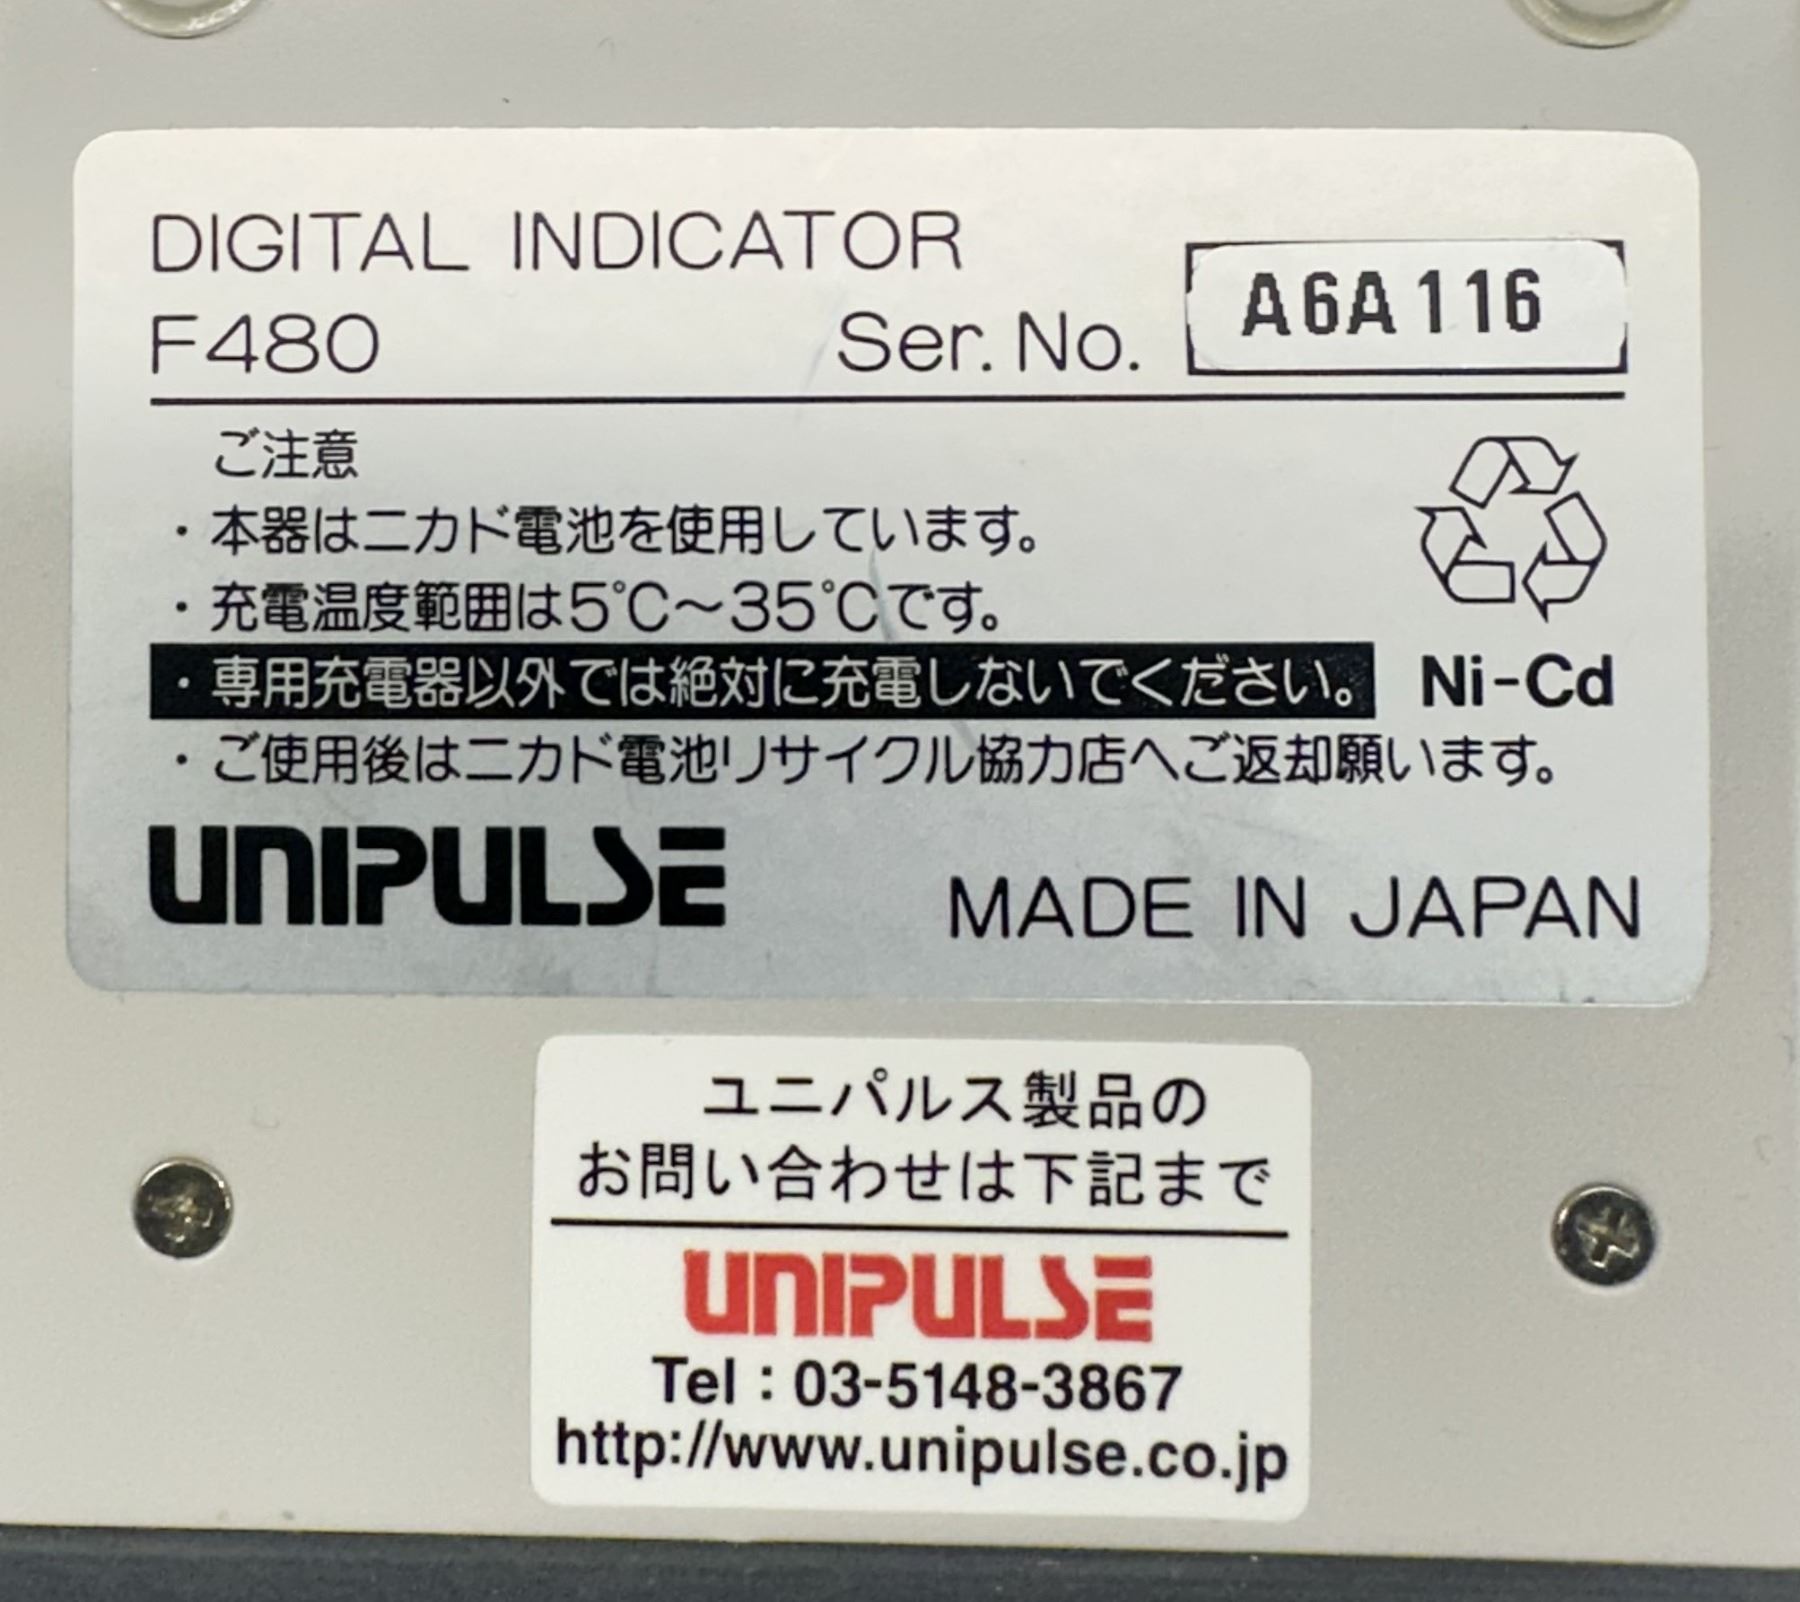 DIGITAL INDICATOR
F480 Ser. No. A6A116
ご注意
・本器はニカド電池を使用しています。
・充電温度範囲は5℃～35℃です。
・専用充電器以外では絶対に充電しないでください。
Ni-Cd
・ご使用後はニカド電池リサイクル協力店へご返却願います。
UNIPULSE MADE IN JAPAN
ユニパルス製品の
お問い合わせは下記まで
UNIPULSE
Tel : 03-5148-3867
http://www.unipulse.co.jp